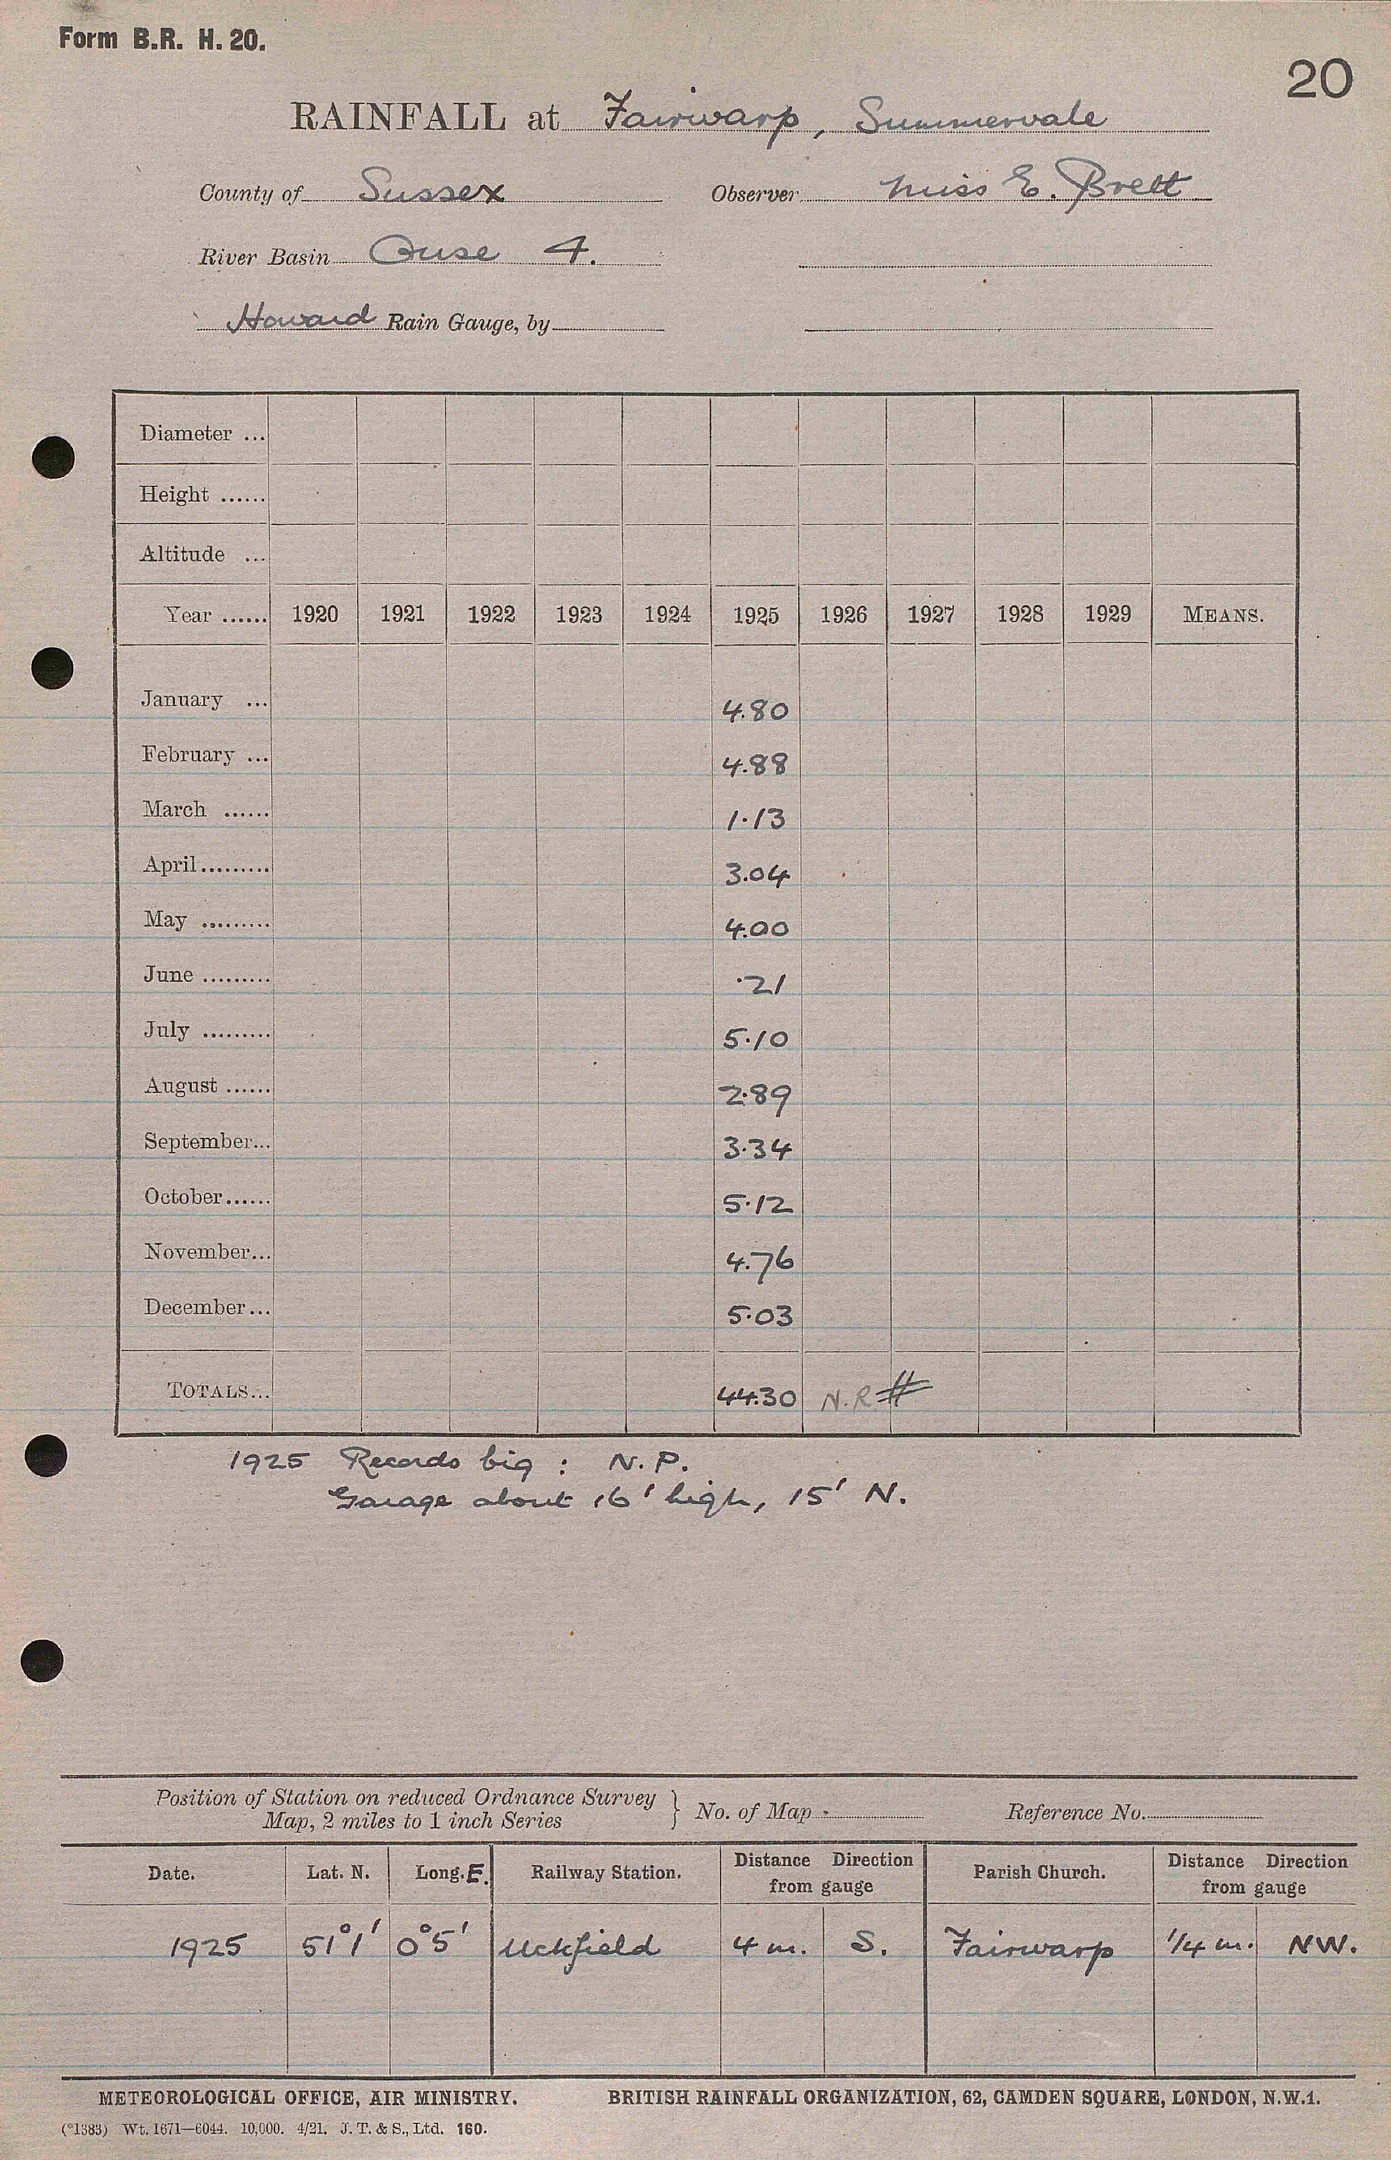 Form B.R. H. 20.
20
RAINFALL at Fairwarp, Summervale
County of Sussex Observer Miss E. Brett
River Basin Ouse 4.
Howard Rain Gauge, by
Diameter ...
Height ......
Altitude ...
Year ...... 1920 1921 1922 1923 1924 1925 1926 1927 1928 1929 MEANS.
January ... 4.80
February ... 4.88
March ...... 1.13
April ......... 3.04
May ......... 4.00
June ......... .21
July ......... 5.10
August ...... 2.89
September... 3.34
October...... 5.12
November... 4.76
December... 5.03
TOTALS... 44.30 N.R. #
1925 Records big : N.P.
Garage about 16' high, 15' N.
Position of Station on reduced Ordnance Survey
Map, 2 miles to 1 inch Series } No. of Map - Reference No.
Date. Lat. N. Long. E. Railway Station. Distance Direction from gauge Parish Church. Distance Direction from gauge
1925 51°1' 0°5' Uckfield 4 m. S. Fairwarp 1/4 m. NW.
METEOROLOGICAL OFFICE, AIR MINISTRY. BRITISH RAINFALL ORGANIZATION, 62, CAMDEN SQUARE, LONDON, N.W.1.
(*1383) Wt. 1671—6044. 10,000. 4/21. J. T. & S., Ltd. 160.